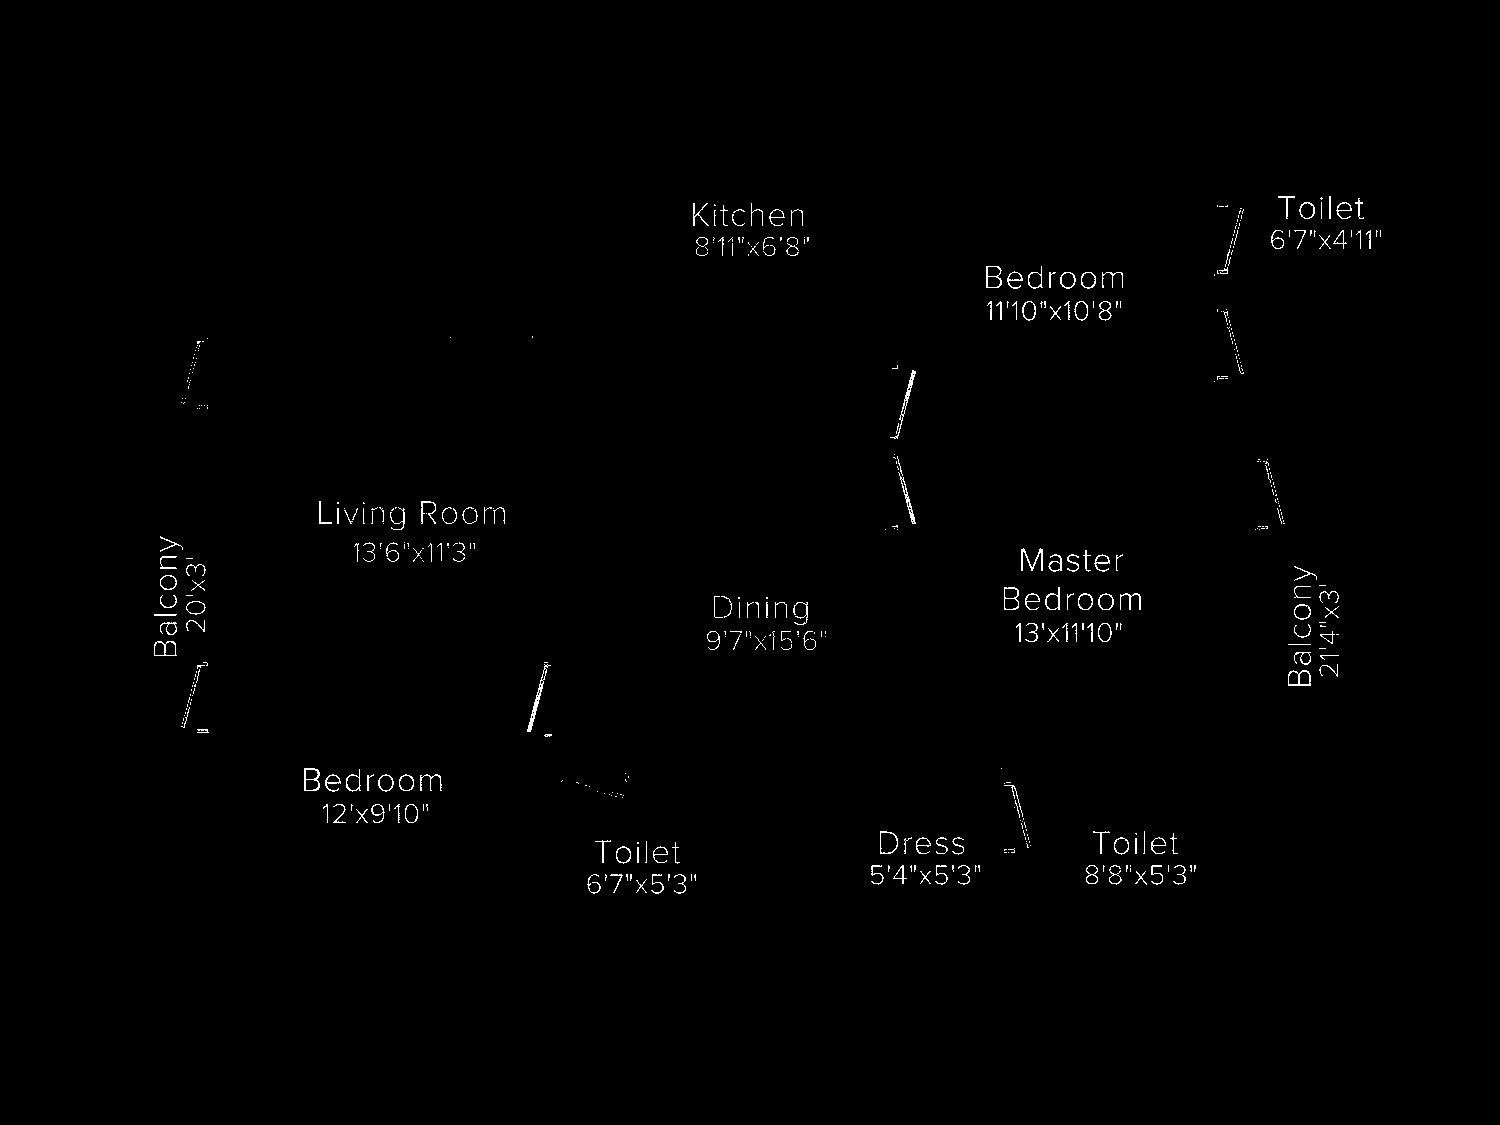 Kitchen
8'11"x6'8"
Toilet
6'7"x4'11"
Bedroom
11'10"x10'8"
Living Room
13'6"x11'3"
Balcony
20'x3'
Dining
9'7"x15'6"
Master
Bedroom
13'x11'10"
Balcony
21'4"x3'
Bedroom
12'x9'10"
Toilet
6'7"x5'3"
Dress
5'4"x5'3"
Toilet
8'8"x5'3"